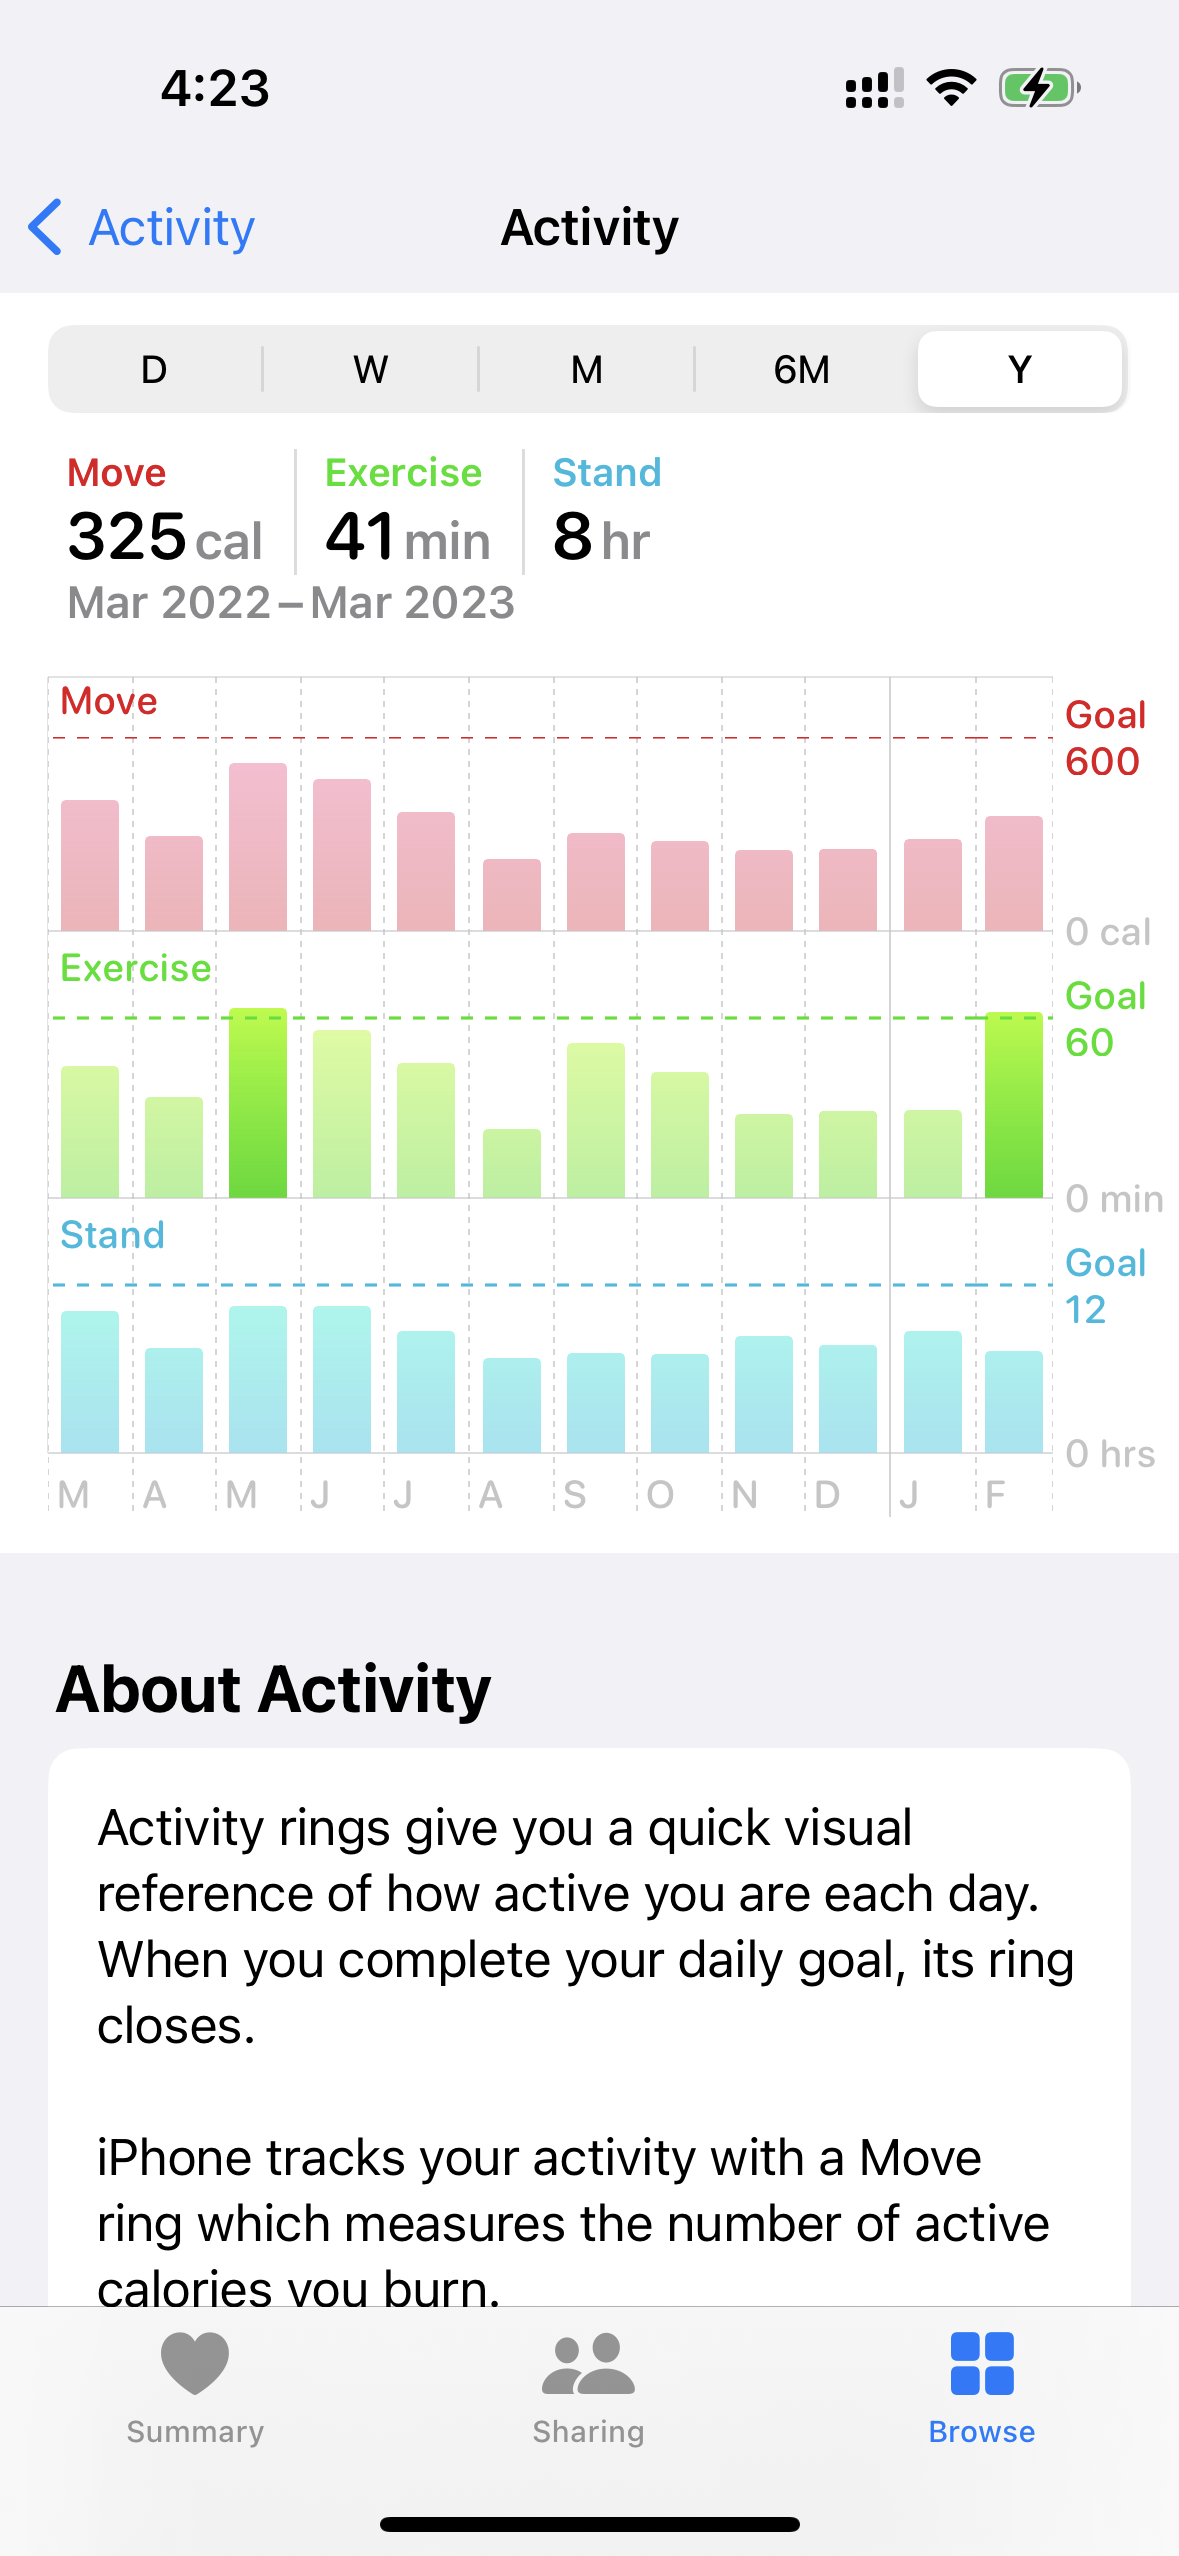 4:23
Activity
Activity
D W M 6M Y
Move Exercise Stand
325 cal 41 min 8 hr
Mar 2022 – Mar 2023
Move
Goal
600
0 cal
Exercise
Goal
60
0 min
Stand
Goal
12
0 hrs
M A M J J A S O N D J F
About Activity
Activity rings give you a quick visual
reference of how active you are each day.
When you complete your daily goal, its ring
closes.
iPhone tracks your activity with a Move
ring which measures the number of active
calories you burn.
Summary Sharing Browse